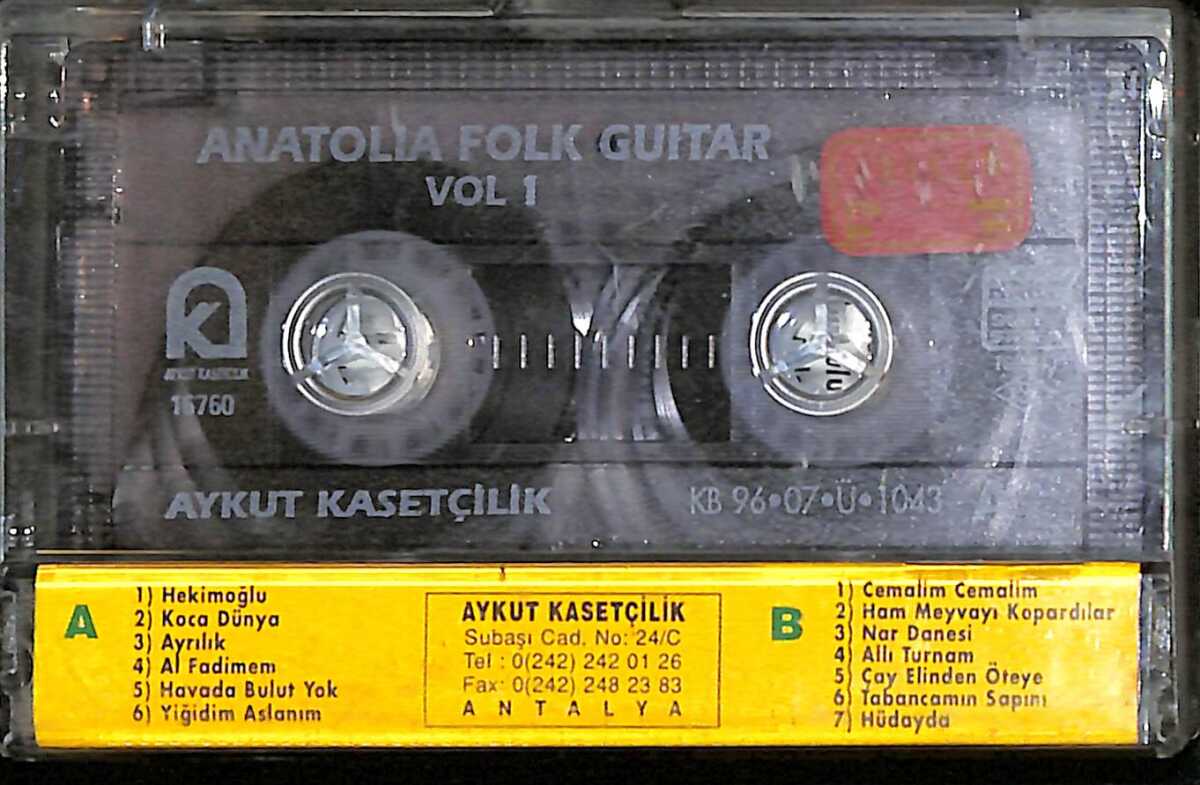 ANATOLIA FOLK GUITAR
VOL 1
AYKUT KASETÇİLİK
16760
AYKUT KASETÇİLİK
KB 96•07•Ü•1043
A
1) Hekimoğlu
2) Koca Dünya
3) Ayrılık
4) Al Fadimem
5) Havada Bulut Yok
6) Yiğidim Aslanım
AYKUT KASETÇİLİK
Subaşı Cad. No: 24/C
Tel : 0(242) 242 01 26
Fax: 0(242) 248 23 83
ANTALYA
B
1) Cemalim Cemalim
2) Ham Meyvayı Kopardılar
3) Nar Danesi
4) Allı Turnam
5) Çay Elinden Öteye
6) Tabancamın Sapını
7) Hüdayda